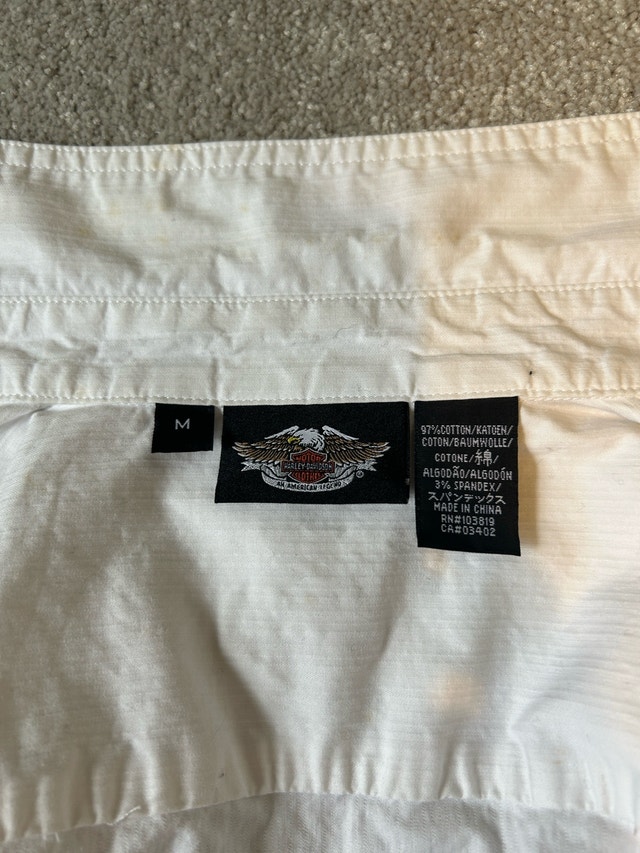 M
MOTOR
HARLEY-DAVIDSON
CLOTHES
AN AMERICAN LEGEND
®
97% COTTON/KATOEN/
COTON/BAUMWOLLE/
COTONE/綿/
ALGODÃO/ALGODÓN
3% SPANDEX/
スパンデックス
MADE IN CHINA
RN#103819
CA#03402